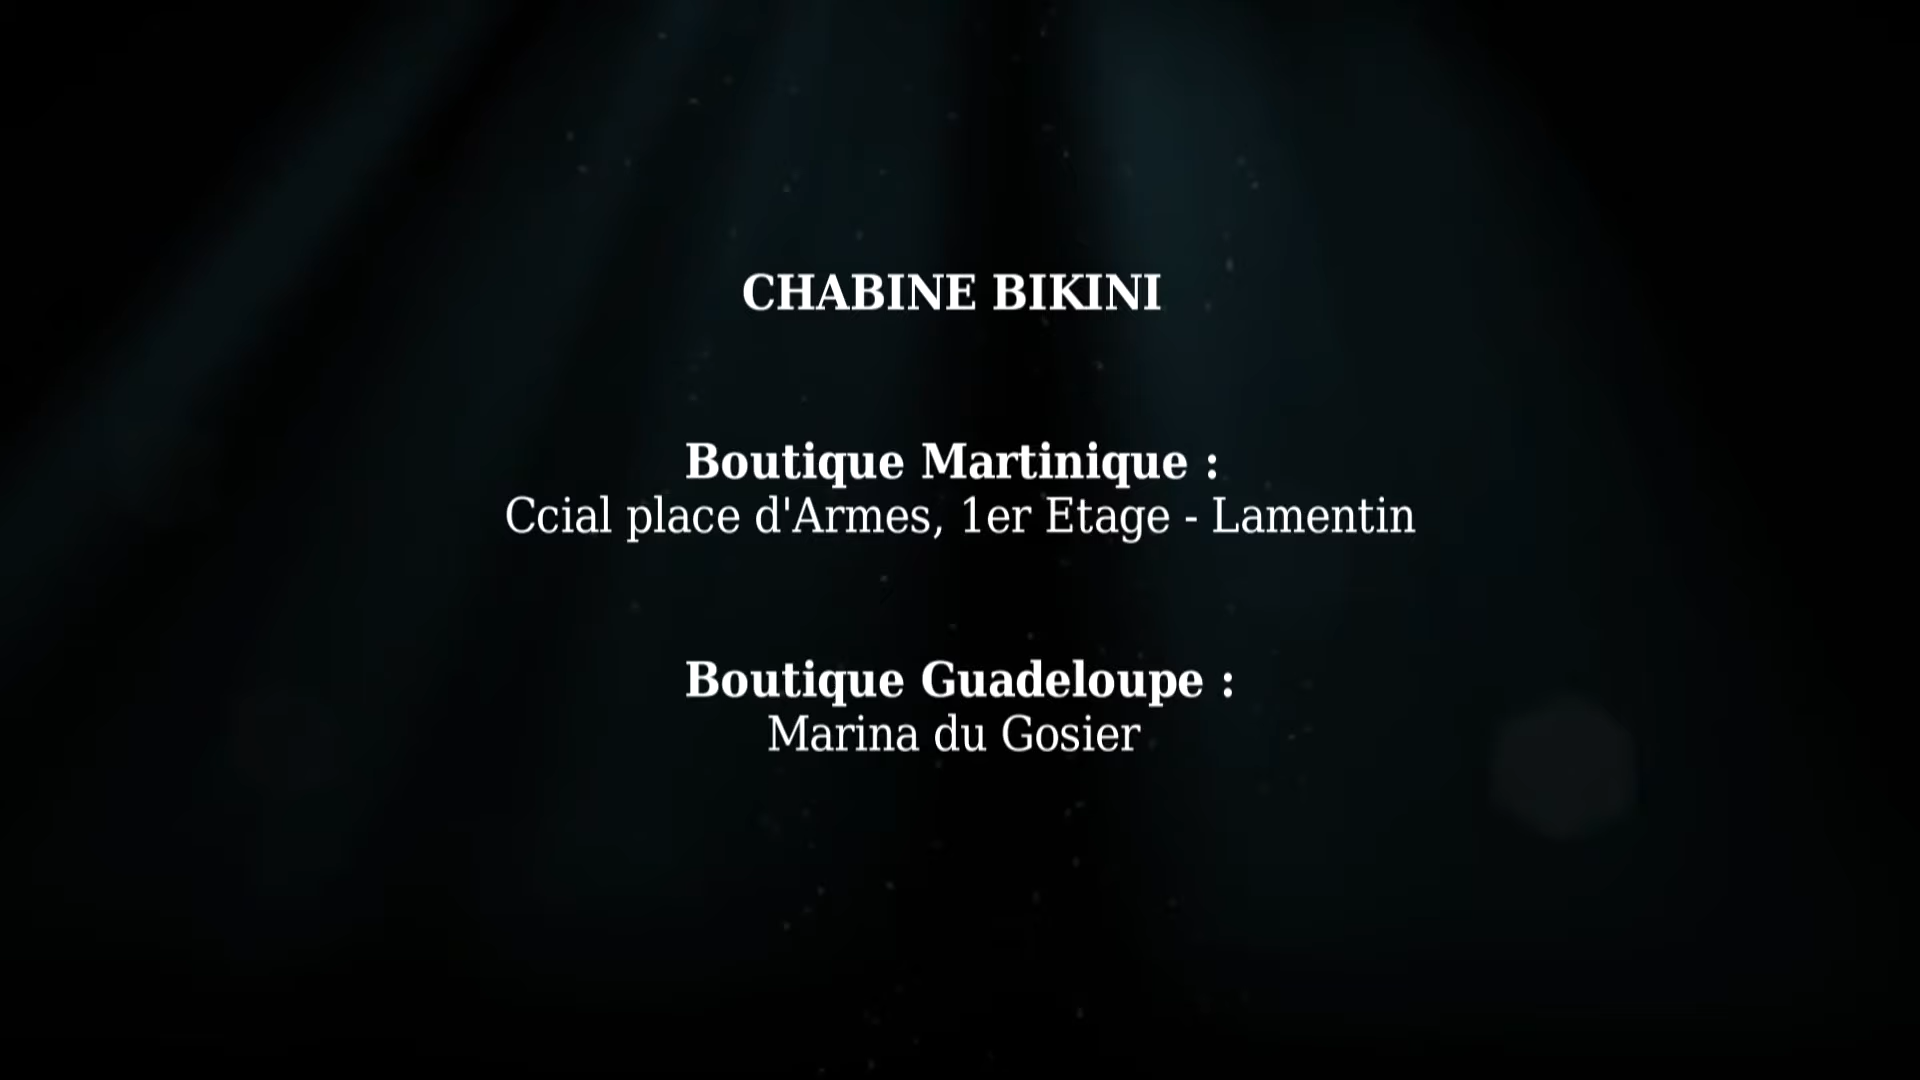 CHABINE BIKINI
Boutique Martinique :
Ccial place d'Armes, 1er Etage - Lamentin
Boutique Guadeloupe :
Marina du Gosier